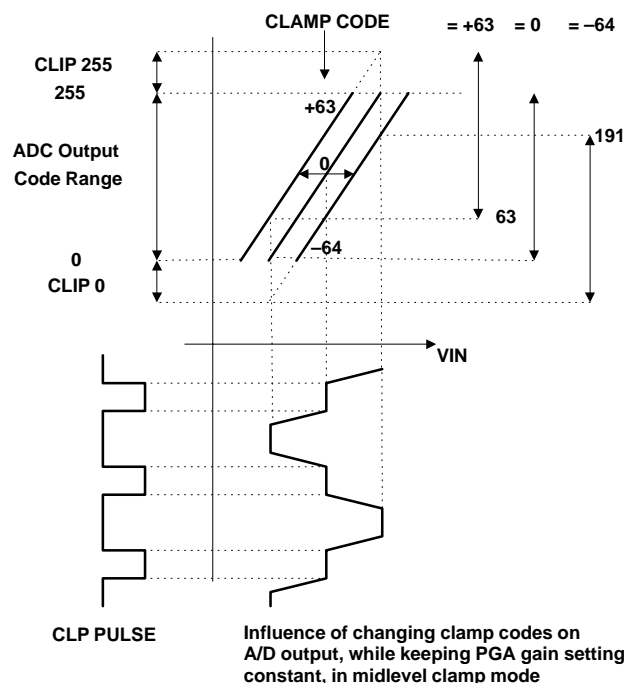 CLAMP CODE
= +63 = 0 = –64
CLIP 255
255
+63
191
ADC Output
Code Range
0
63
–64
0
CLIP 0
VIN
CLP PULSE
Influence of changing clamp codes on
A/D output, while keeping PGA gain setting
constant, in midlevel clamp mode